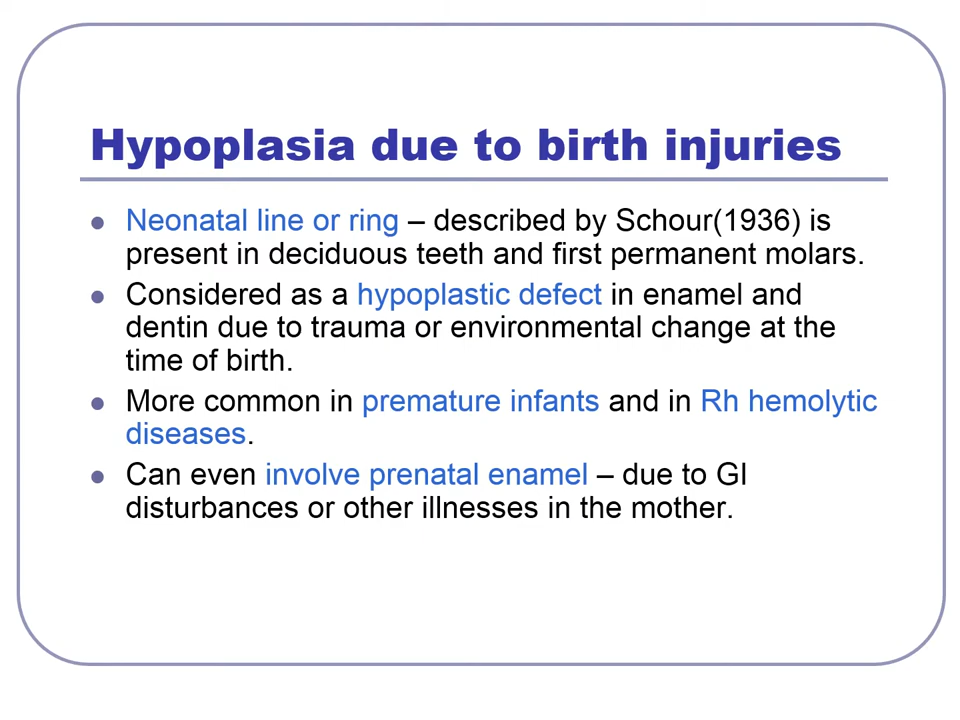 Hypoplasia due to birth injuries
Neonatal line or ring – described by Schour(1936) is
present in deciduous teeth and first permanent molars.
Considered as a hypoplastic defect in enamel and
dentin due to trauma or environmental change at the
time of birth.
More common in premature infants and in Rh hemolytic
diseases.
Can even involve prenatal enamel – due to GI
disturbances or other illnesses in the mother.